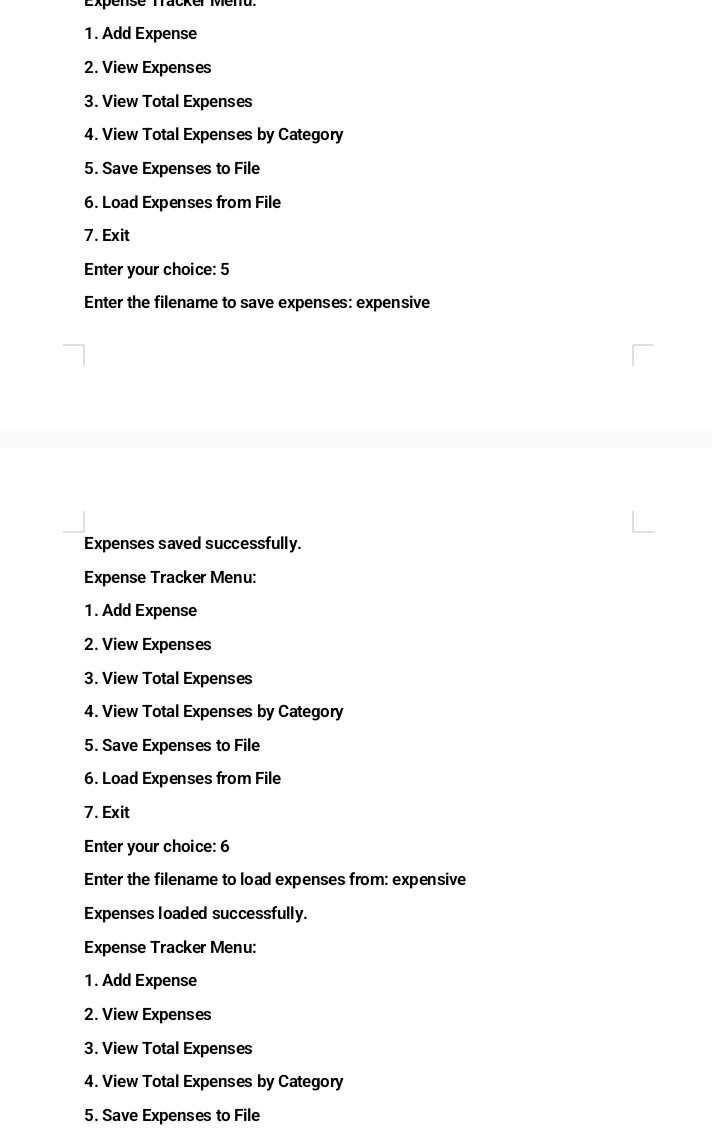 Expense Tracker Menu:
1. Add Expense
2. View Expenses
3. View Total Expenses
4. View Total Expenses by Category
5. Save Expenses to File
6. Load Expenses from File
7. Exit
Enter your choice: 5
Enter the filename to save expenses: expensive
Expenses saved successfully.
Expense Tracker Menu:
1. Add Expense
2. View Expenses
3. View Total Expenses
4. View Total Expenses by Category
5. Save Expenses to File
6. Load Expenses from File
7. Exit
Enter your choice: 6
Enter the filename to load expenses from: expensive
Expenses loaded successfully.
Expense Tracker Menu:
1. Add Expense
2. View Expenses
3. View Total Expenses
4. View Total Expenses by Category
5. Save Expenses to File